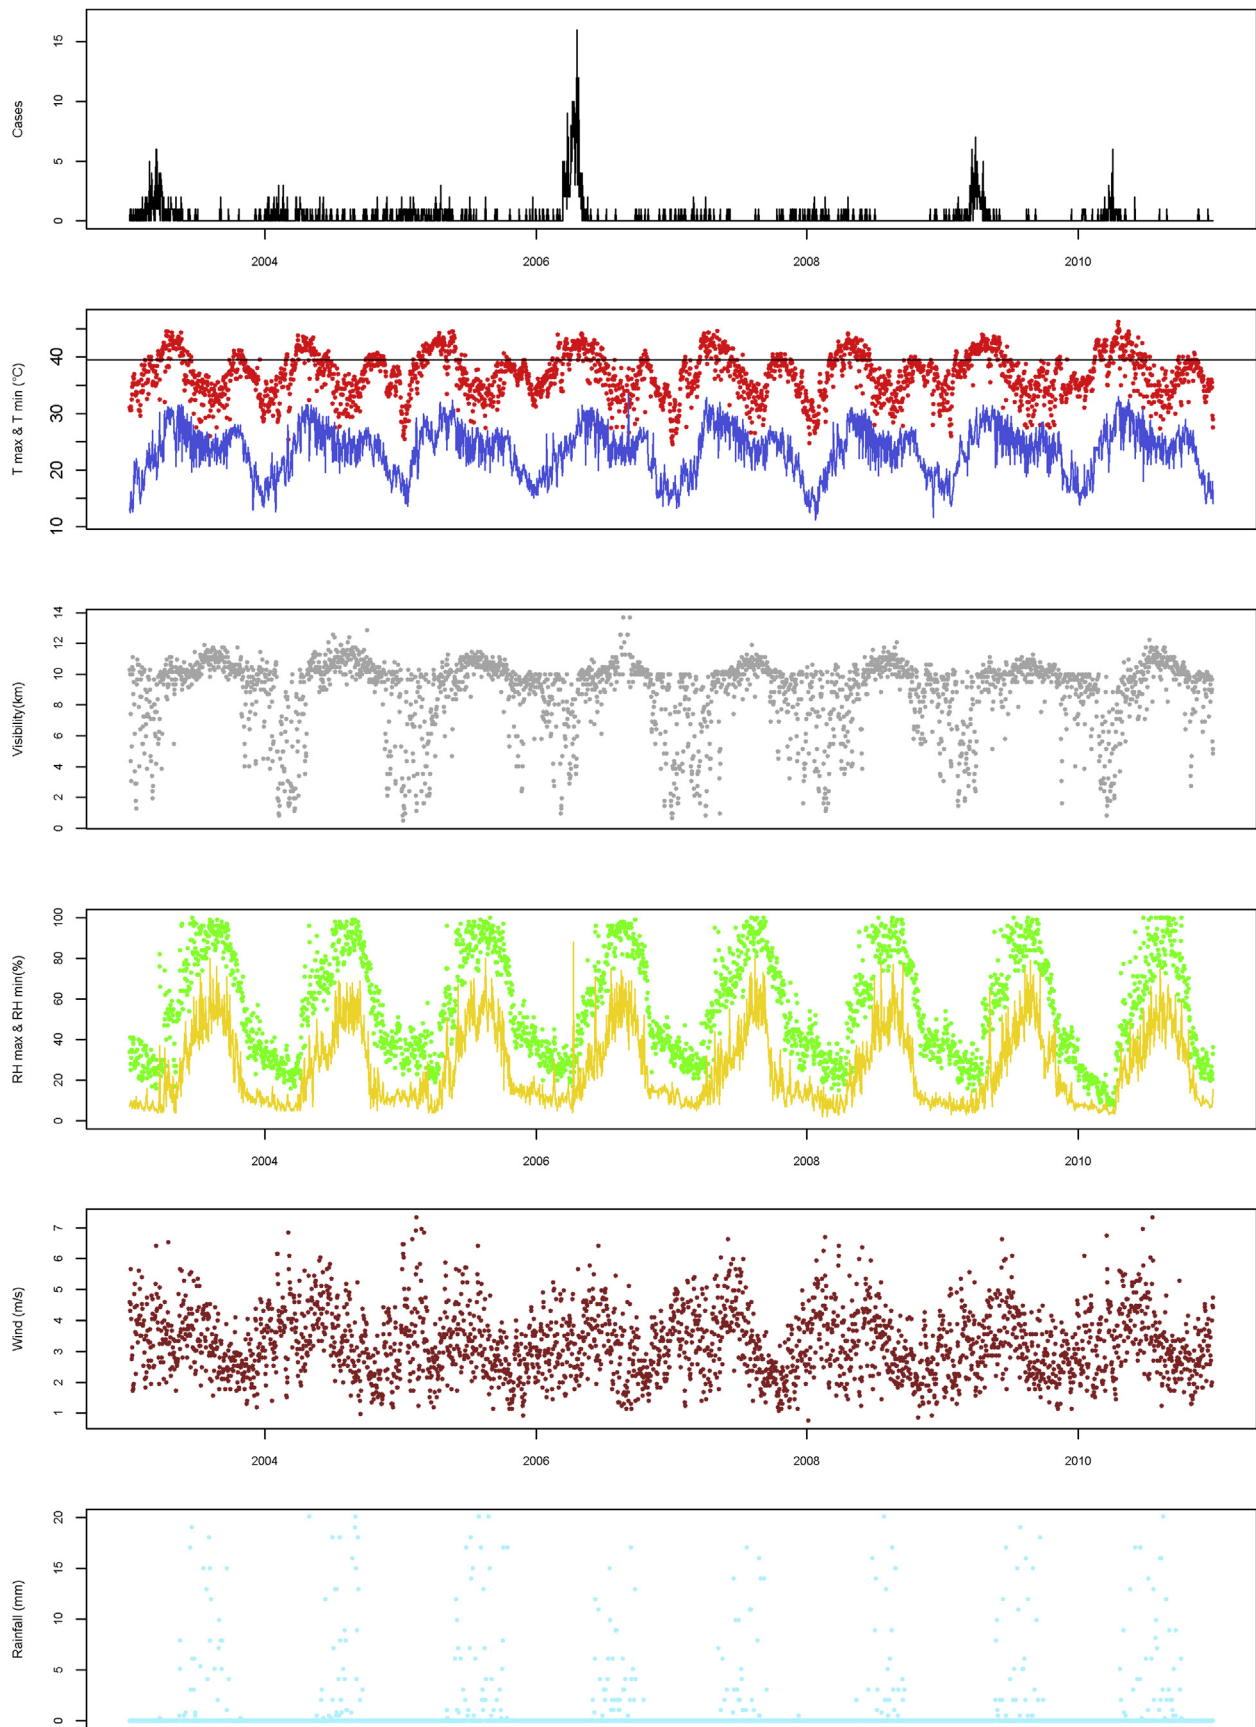 Cases
0 5 10 15
2004 2006 2008 2010
T max & T min (°C)
10 20 30 40
Visibility(km)
0 2 4 6 8 10 12 14
RH max & RH min(%)
0 20 40 60 80 100
2004 2006 2008 2010
Wind (m/s)
1 2 3 4 5 6 7
2004 2006 2008 2010
Rainfall (mm)
0 5 10 15 20